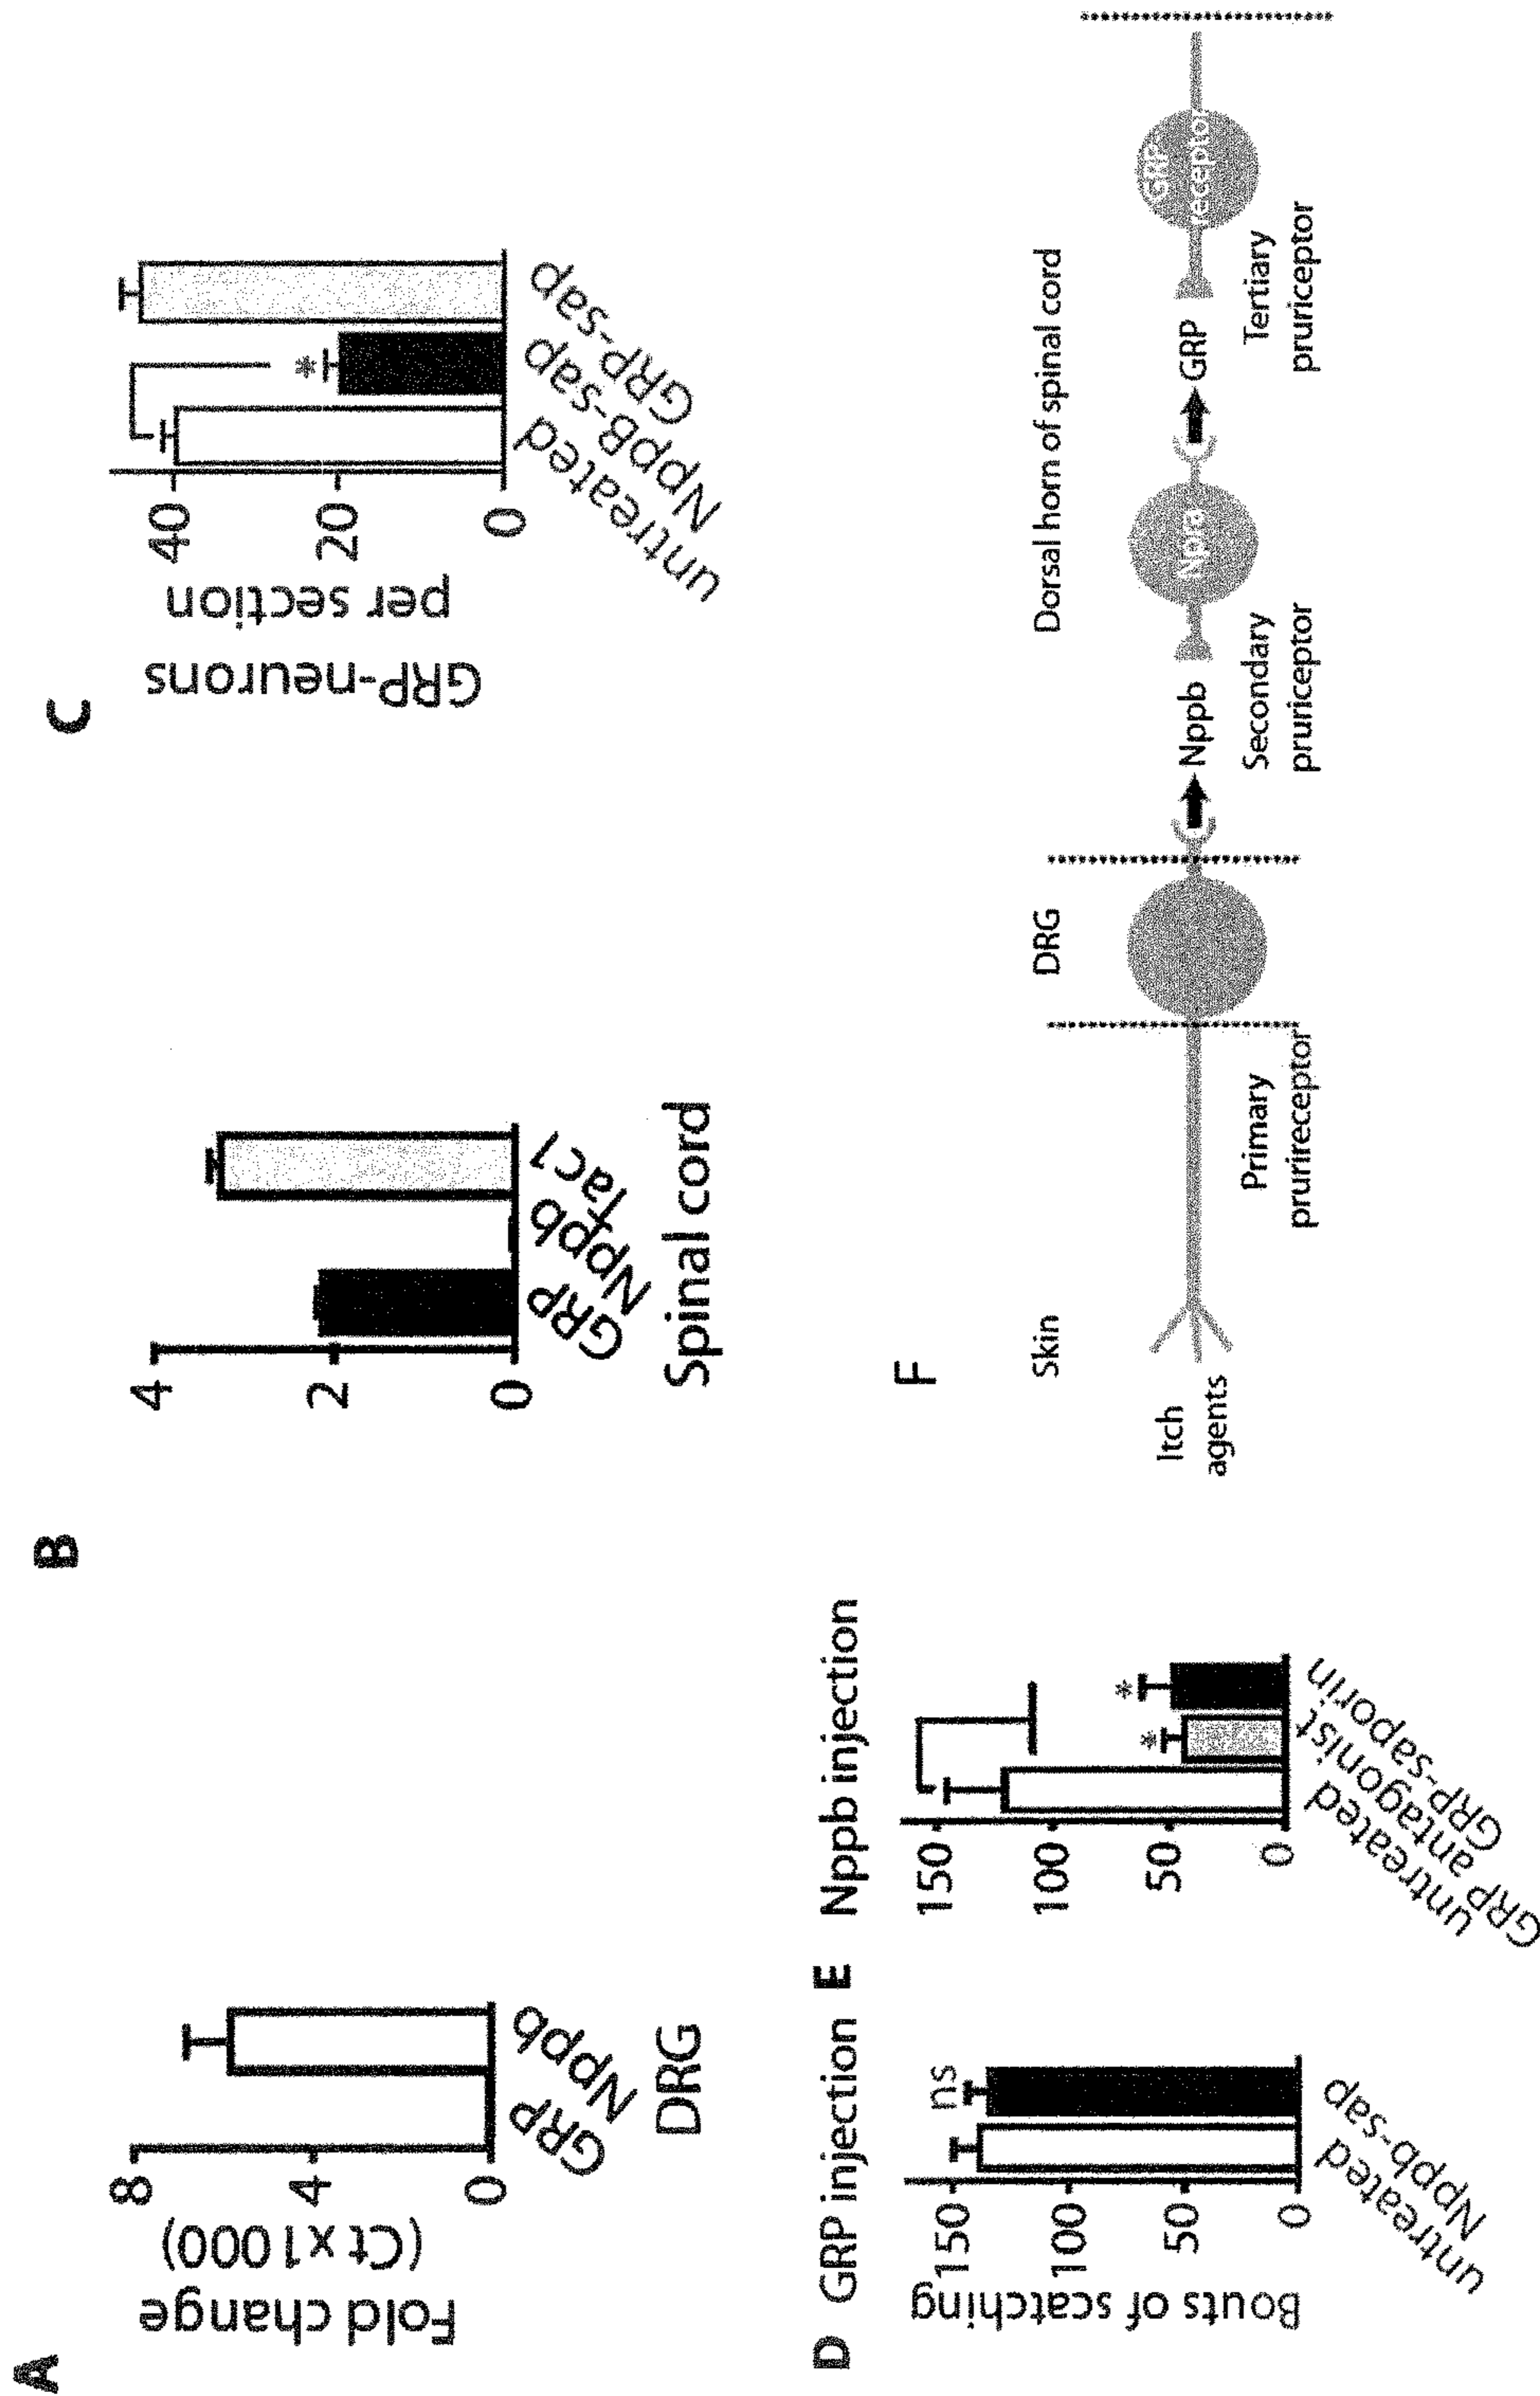 A
Fold change
(Ct x1000)
8
4
0
GRP
Nppb
DRG
B
4
2
0
GRP
Nppb
Tac1
Spinal cord
C
GRP-neurons
per section
40
20
0
untreated
NppB-sap
GRP-sap
*
D GRP injection
Bouts of scatching
150
100
50
0
ns
untreated
Nppb-sap
E Nppb injection
150
100
50
0
*
*
untreated
GRP antagonist
GRP-saporin
F
Skin
DRG
Dorsal horn of spinal cord
Itch
agents
Nppb
Npra
GRP
GRP-
receptor
Primary
prurireceptor
Secondary
pruriceptor
Tertiary
pruriceptor